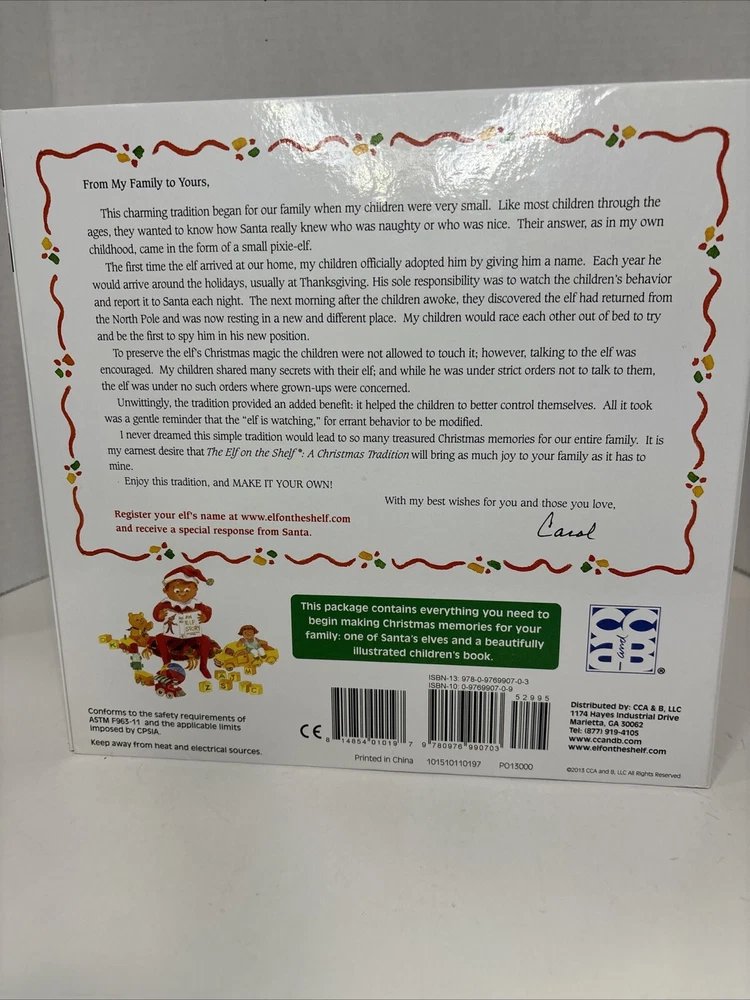 From My Family to Yours,
This charming tradition began for our family when my children were very small. Like most children through the
ages, they wanted to know how Santa really knew who was naughty or who was nice. Their answer, as in my own
childhood, came in the form of a small pixie-elf.
The first time the elf arrived at our home, my children officially adopted him by giving him a name. Each year he
would arrive around the holidays, usually at Thanksgiving. His sole responsibility was to watch the children's behavior
and report it to Santa each night. The next morning after the children awoke, they discovered the elf had returned from
the North Pole and was now resting in a new and different place. My children would race each other out of bed to try
and be the first to spy him in his new position.
To preserve the elf's Christmas magic the children were not allowed to touch it; however, talking to the elf was
encouraged. My children shared many secrets with their elf; and while he was under strict orders not to talk to them,
the elf was under no such orders where grown-ups were concerned.
Unwittingly, the tradition provided an added benefit: it helped the children to better control themselves. All it took
was a gentle reminder that the "elf is watching," for errant behavior to be modified.
I never dreamed this simple tradition would lead to so many treasured Christmas memories for our entire family. It is
my earnest desire that The Elf on the Shelf®: A Christmas Tradition will bring as much joy to your family as it has to
mine.
Enjoy this tradition, and MAKE IT YOUR OWN!
With my best wishes for you and those you love,
Carol
Register your elf's name at www.elfontheshelf.com
and receive a special response from Santa.
This package contains everything you need to
begin making Christmas memories for your
family: one of Santa's elves and a beautifully
illustrated children's book.
CC
and
B
®
ISBN-13: 978-0-9769907-0-3
ISBN-10: 0-9769907-0-9
52995
Conforms to the safety requirements of
ASTM F963-11 and the applicable limits
imposed by CPSIA.
Keep away from heat and electrical sources.
CE
8 14854 01019 7
9 780976 990703
Printed in China 101510110197 PO13000
Distributed by: CCA & B, LLC
1174 Hayes Industrial Drive
Marietta, GA 30062
Tel: (877) 919-4105
www.ccandb.com
www.elfontheshelf.com
©2013 CCA and B, LLC All Rights Reserved